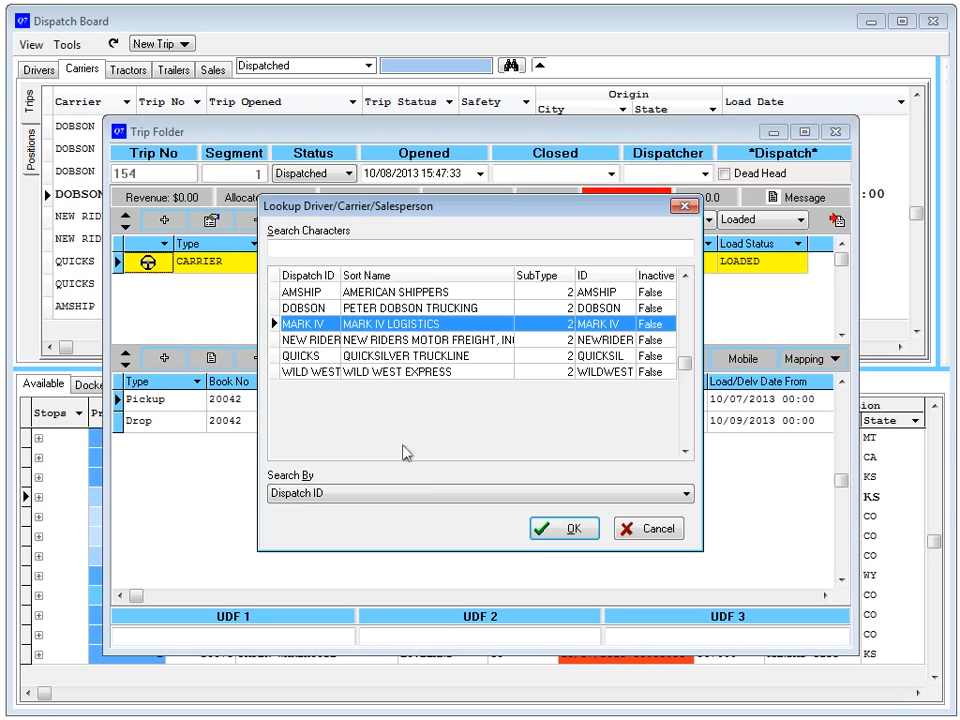 Q7 Dispatch Board
View Tools New Trip
Drivers Carriers Tractors Trailers Sales Dispatched
Trips
Positions
Carrier Trip No Trip Opened Trip Status Safety Origin Load Date
City State
DOBSON
DOBSON
DOBSON
DOBSON :00
NEW RID
NEW RID
QUICKS
QUICKS
AMSHIP
Q7 Trip Folder
Trip No Segment Status Opened Closed Dispatcher *Dispatch*
154 1 Dispatched 10/08/2013 15:47:33 Dead Head
Revenue: $0.00 Allocat 0.0 Message
Loaded
Type Load Status
CARRIER LOADED
Mobile Mapping
Type Book No Load/Delv Date From
Pickup 20042 10/07/2013 00:00
Drop 20042 10/09/2013 00:00
UDF 1 UDF 2 UDF 3
Lookup Driver/Carrier/Salesperson
Search Characters
Dispatch ID Sort Name SubType ID Inactive
AMSHIP AMERICAN SHIPPERS 2 AMSHIP False
DOBSON PETER DOBSON TRUCKING 2 DOBSON False
MARK IV MARK IV LOGISTICS 2 MARK IV False
NEW RIDER NEW RIDERS MOTOR FREIGHT, IN 2 NEWRIDER False
QUICKS QUICKSILVER TRUCKLINE 2 QUICKSIL False
WILD WEST WILD WEST EXPRESS 2 WILDWEST False
Search By
Dispatch ID
OK Cancel
Available Docke
Stops Pr ion
State
MT
CA
KS
KS
CO
CO
CO
WY
CO
CO
CO
KS